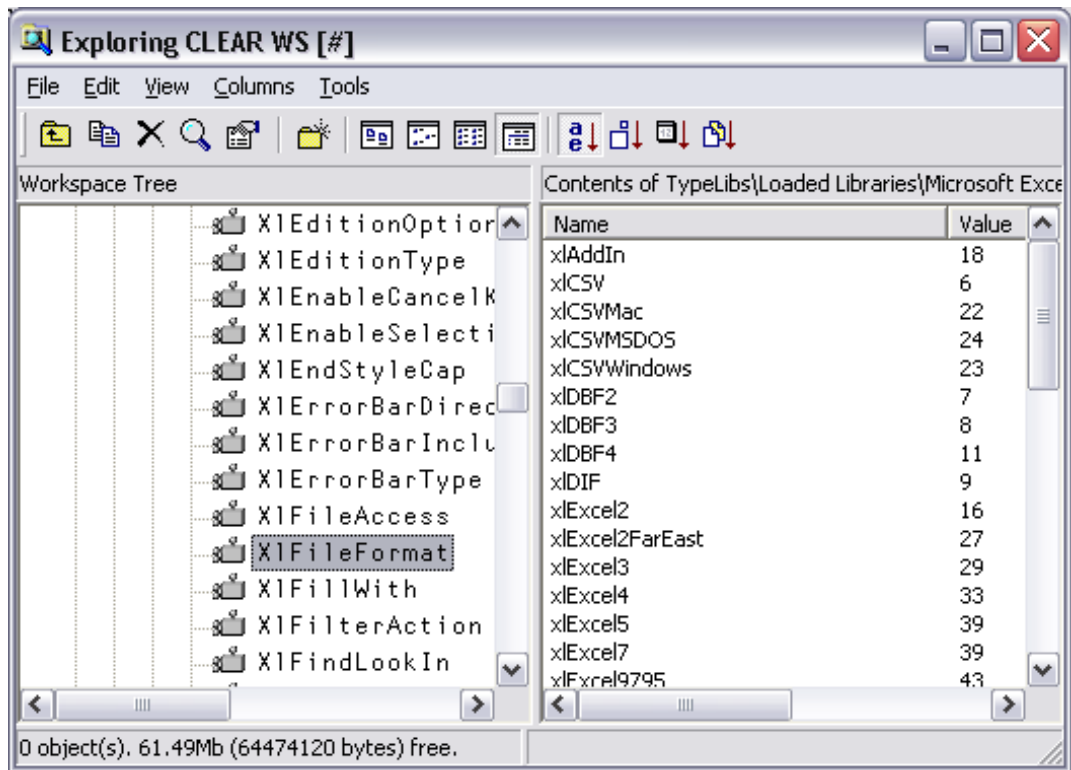 Exploring CLEAR WS [#]
File Edit View Columns Tools
Workspace Tree
XlEditionOption
XlEditionType
XlEnableCancelK
XlEnableSelecti
XlEndStyleCap
XlErrorBarDirec
XlErrorBarInclu
XlErrorBarType
XlFileAccess
XlFileFormat
XlFillWith
XlFilterAction
XlFindLookIn
Contents of TypeLibs\Loaded Libraries\Microsoft Exce
Name Value
xlAddIn 18
xlCSV 6
xlCSVMac 22
xlCSVMSDOS 24
xlCSVWindows 23
xlDBF2 7
xlDBF3 8
xlDBF4 11
xlDIF 9
xlExcel2 16
xlExcel2FarEast 27
xlExcel3 29
xlExcel4 33
xlExcel5 39
xlExcel7 39
xlExcel9795 43
0 object(s). 61.49Mb (64474120 bytes) free.